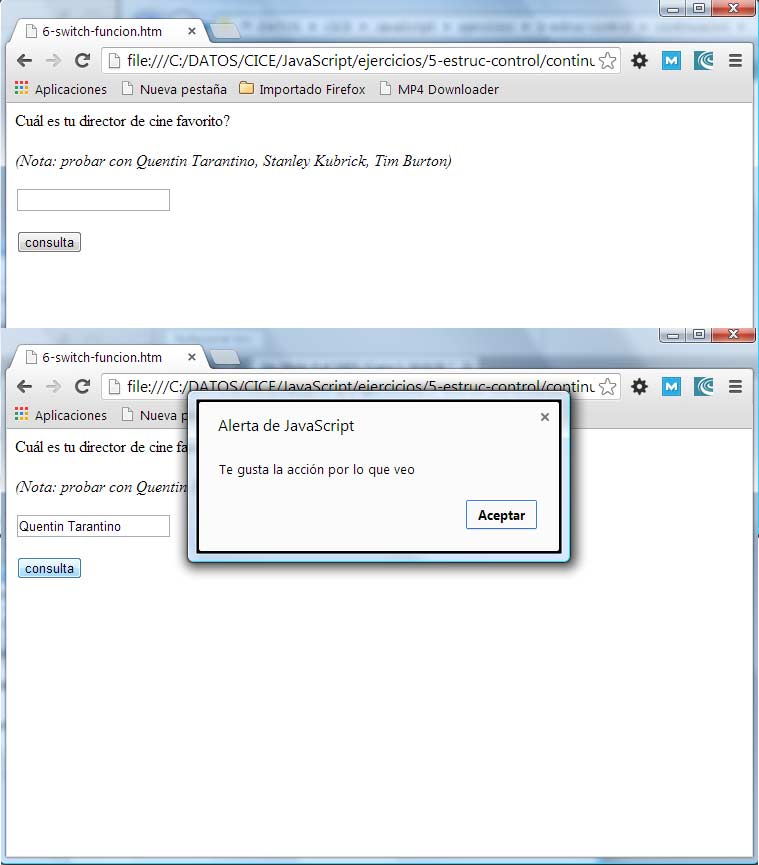 6-switch-funcion.htm
file:///C:/DATOS/CICE/JavaScript/ejercicios/5-estruc-control/continu
Aplicaciones Nueva pestaña Importado Firefox MP4 Downloader
Cuál es tu director de cine favorito?
(Nota: probar con Quentin Tarantino, Stanley Kubrick, Tim Burton)
consulta
6-switch-funcion.htm
file:///C:/DATOS/CICE/JavaScript/ejercicios/5-estruc-control/continu
Aplicaciones Nueva p
Cuál es tu director de cine fa
Alerta de JavaScript
Te gusta la acción por lo que veo
(Nota: probar con Quentin
Aceptar
Quentin Tarantino
consulta